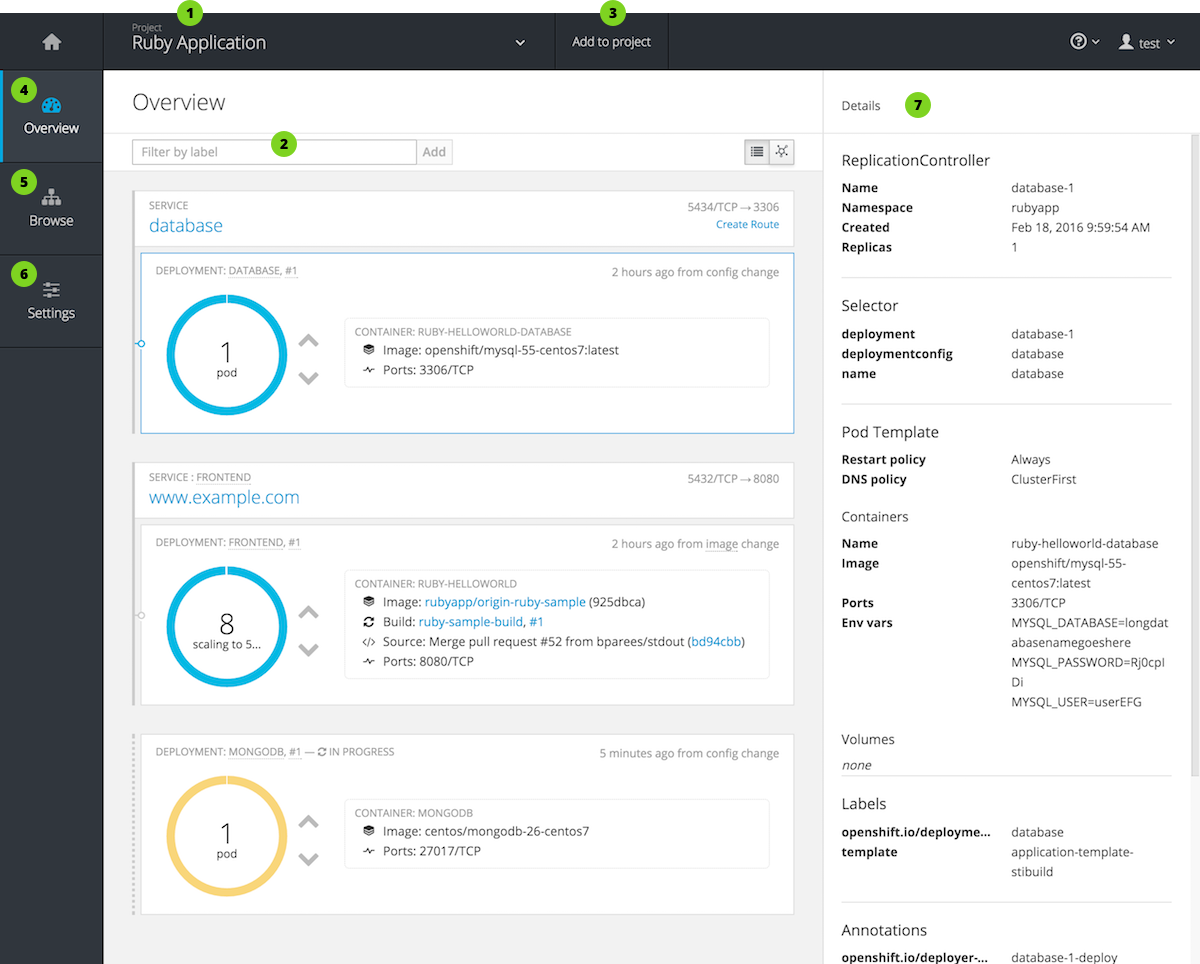 1
3
Project
Ruby Application
Add to project
test
4
Overview
5
Browse
6
Settings
Overview
Filter by label
2
Add
SERVICE
database
5434/TCP → 3306
Create Route
DEPLOYMENT: DATABASE, #1
2 hours ago from config change
1
pod
CONTAINER: RUBY-HELLOWORLD-DATABASE
Image: openshift/mysql-55-centos7:latest
Ports: 3306/TCP
SERVICE : FRONTEND
www.example.com
5432/TCP → 8080
DEPLOYMENT: FRONTEND, #1
2 hours ago from image change
8
scaling to 5...
CONTAINER: RUBY-HELLOWORLD
Image: rubyapp/origin-ruby-sample (925dbca)
Build: ruby-sample-build, #1
Source: Merge pull request #52 from bparees/stdout (bd94cbb)
Ports: 8080/TCP
DEPLOYMENT: MONGODB, #1 — IN PROGRESS
5 minutes ago from config change
1
pod
CONTAINER: MONGODB
Image: centos/mongodb-26-centos7
Ports: 27017/TCP
Details
7
ReplicationController
Name database-1
Namespace rubyapp
Created Feb 18, 2016 9:59:54 AM
Replicas 1
Selector
deployment database-1
deploymentconfig database
name database
Pod Template
Restart policy Always
DNS policy ClusterFirst
Containers
Name ruby-helloworld-database
Image openshift/mysql-55-
centos7:latest
Ports 3306/TCP
Env vars MYSQL_DATABASE=longdat
abasenamegoeshere
MYSQL_PASSWORD=Rj0cpI
Di
MYSQL_USER=userEFG
Volumes
none
Labels
openshift.io/deployme... database
template application-template-
stibuild
Annotations
openshift.io/deployer-... database-1-deploy